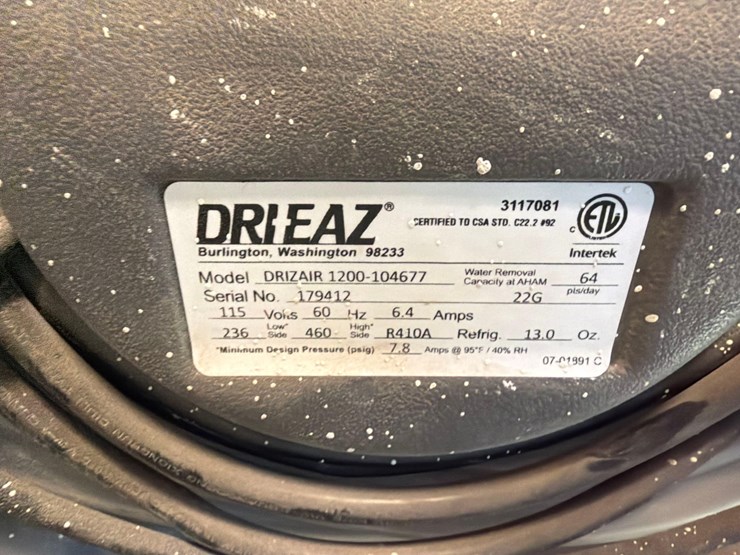 DRIEAZ®
3117081
CERTIFIED TO CSA STD. C22.2 #92
C ETL
Intertek
Burlington, Washington 98233
Model DRIZAIR 1200-104677 Water Removal Capacity at AHAM 64 pts/day
Serial No. 179412 22G
115 Volts 60 Hz 6.4 Amps
236 Low* Side 460 High* Side R410A Refrig. 13.0 Oz.
*Minimum Design Pressure (psig) 7.8 Amps @ 95°F / 40% RH
07-01891 C